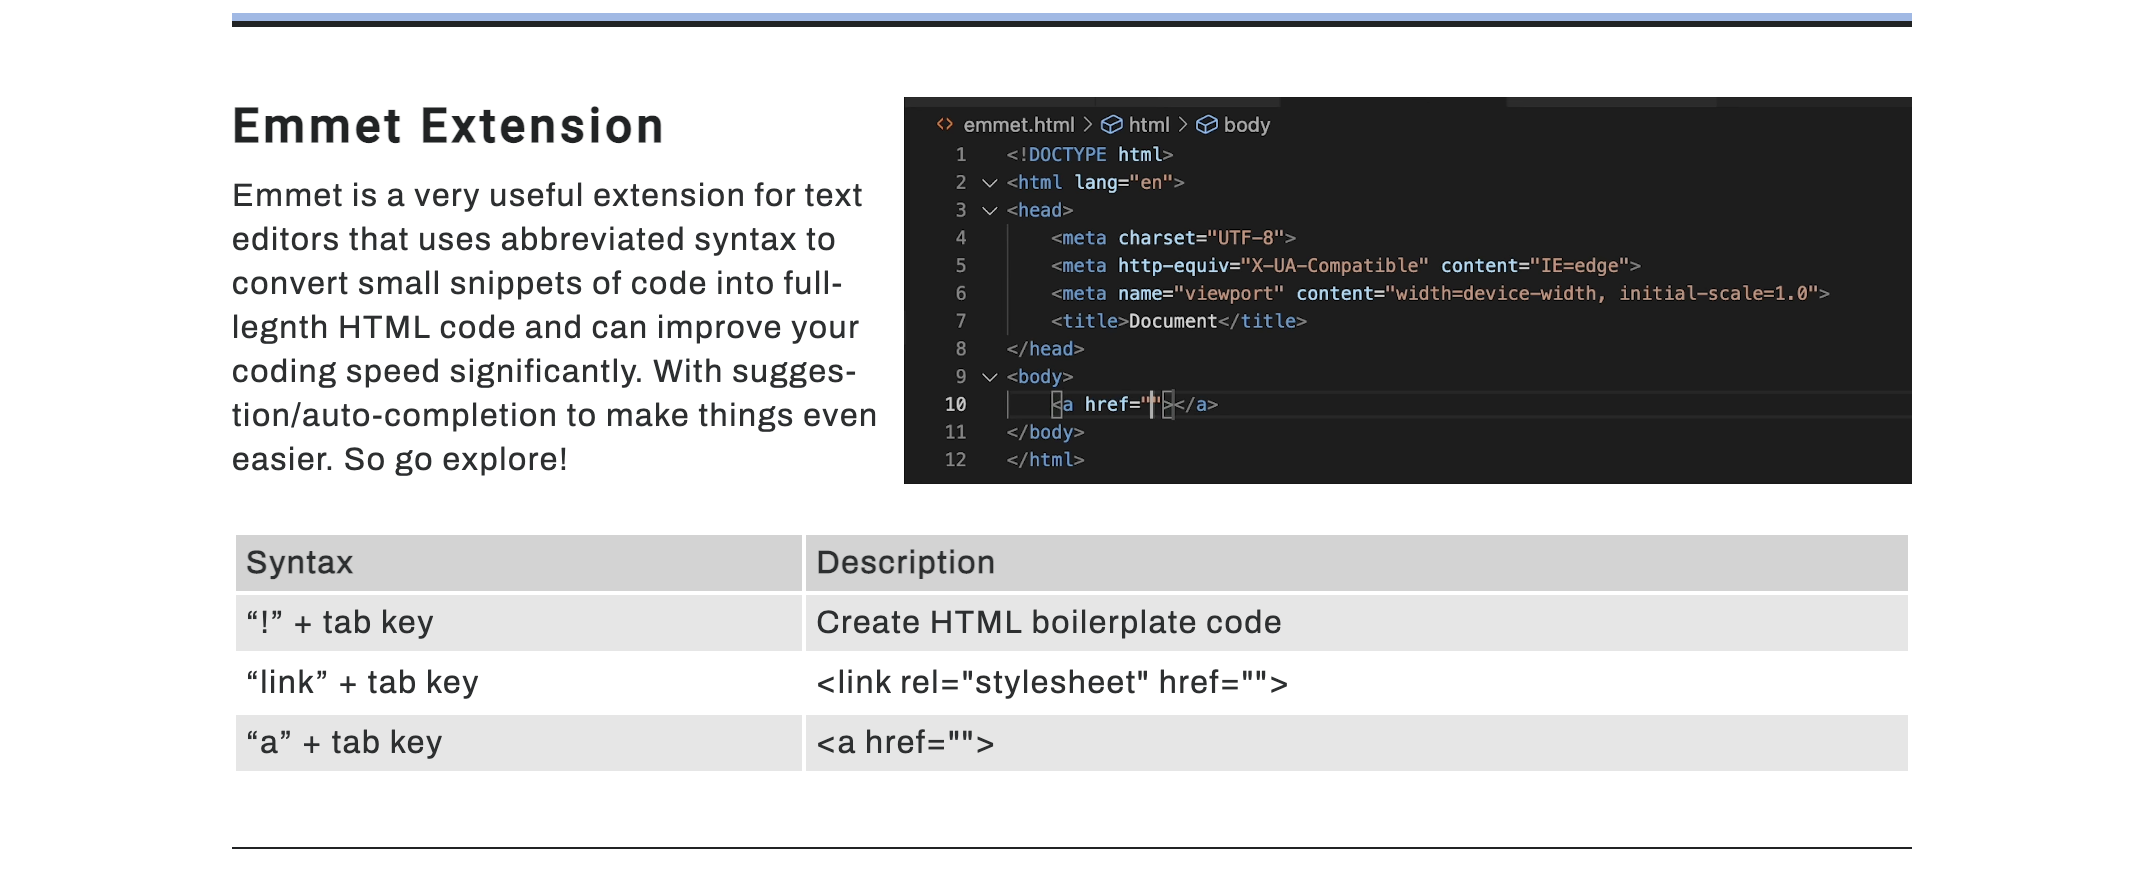 Emmet Extension
Emmet is a very useful extension for text
editors that uses abbreviated syntax to
convert small snippets of code into full-
legnth HTML code and can improve your
coding speed significantly. With sugges-
tion/auto-completion to make things even
easier. So go explore!
emmet.html > html > body
1 <!DOCTYPE html>
2 <html lang="en">
3 <head>
4 <meta charset="UTF-8">
5 <meta http-equiv="X-UA-Compatible" content="IE=edge">
6 <meta name="viewport" content="width=device-width, initial-scale=1.0">
7 <title>Document</title>
8 </head>
9 <body>
10 <a href=""></a>
11 </body>
12 </html>
Syntax Description
“!” + tab key Create HTML boilerplate code
“link” + tab key <link rel="stylesheet" href="">
“a” + tab key <a href="">